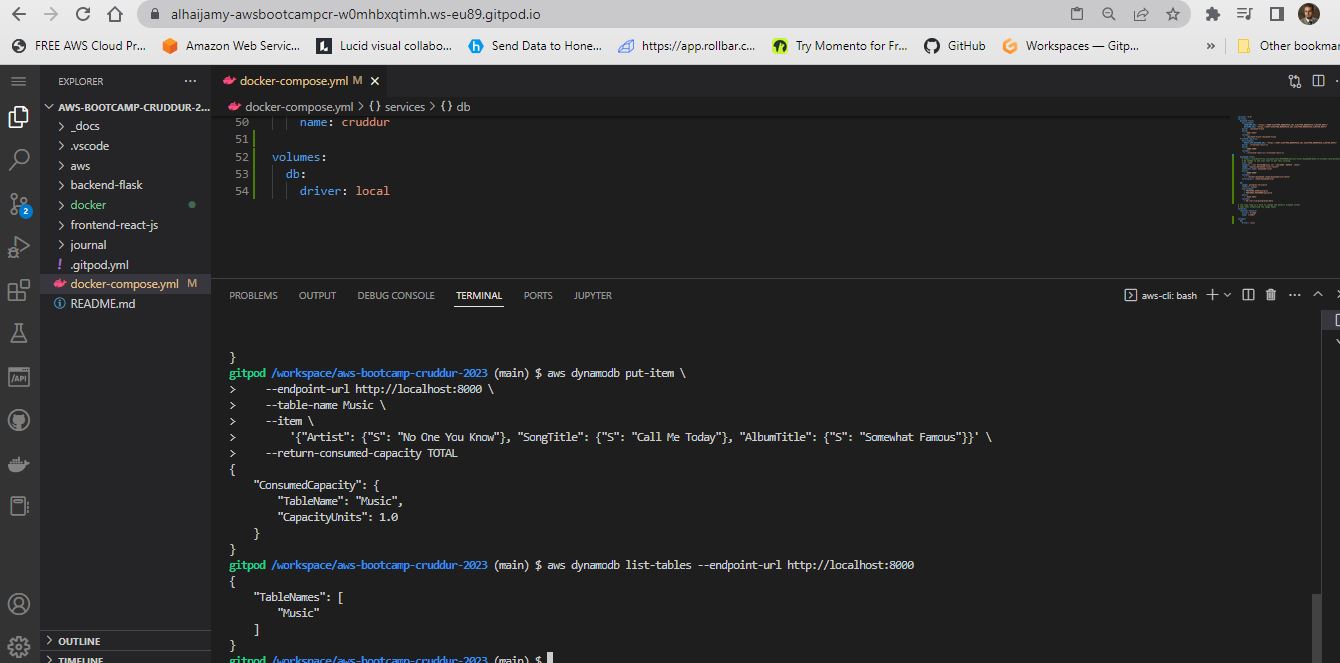 alhaijamy-awsbootcampcr-w0mhbxqtimh.ws-eu89.gitpod.io
FREE AWS Cloud Pr... Amazon Web Servic... Lucid visual collabo... Send Data to Hone... https://app.rollbar.c... Try Momento for Fr... GitHub Workspaces — Gitp... » Other bookmar
EXPLORER ...
docker-compose.yml M ×
AWS-BOOTCAMP-CRUDDUR-2...
docker-compose.yml > {} services > {} db
_docs
.vscode
aws
backend-flask
docker
frontend-react-js
journal
.gitpod.yml
docker-compose.yml M
README.md
2
/API
OUTLINE
TIMELINE
50 name: cruddur
51
52 volumes:
53 db:
54 driver: local
PROBLEMS OUTPUT DEBUG CONSOLE TERMINAL PORTS JUPYTER aws-cli: bash
}
gitpod /workspace/aws-bootcamp-cruddur-2023 (main) $ aws dynamodb put-item \
> --endpoint-url http://localhost:8000 \
> --table-name Music \
> --item \
> '{"Artist": {"S": "No One You Know"}, "SongTitle": {"S": "Call Me Today"}, "AlbumTitle": {"S": "Somewhat Famous"}}' \
> --return-consumed-capacity TOTAL
{
"ConsumedCapacity": {
"TableName": "Music",
"CapacityUnits": 1.0
}
}
gitpod /workspace/aws-bootcamp-cruddur-2023 (main) $ aws dynamodb list-tables --endpoint-url http://localhost:8000
{
"TableNames": [
"Music"
]
}
gitpod /workspace/aws-bootcamp-cruddur-2023 (main) $